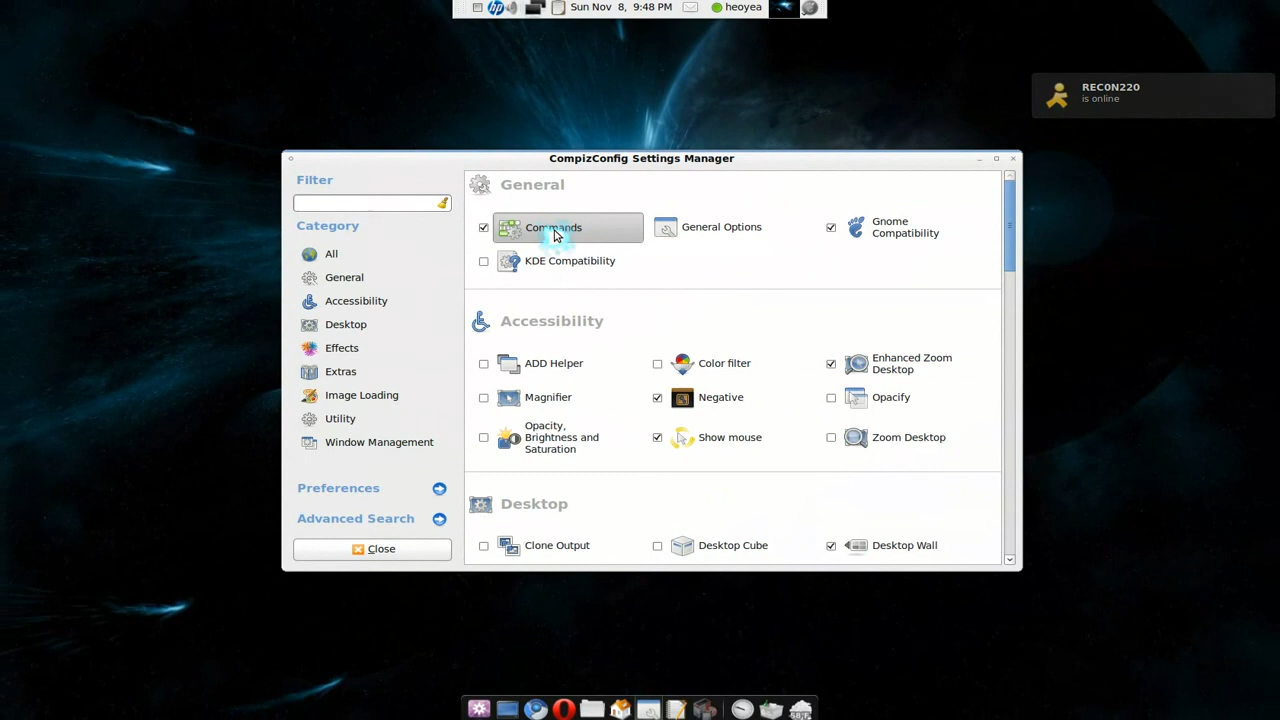 Sun Nov 8, 9:48 PM
heoyea
REC0N220
is online
CompizConfig Settings Manager
Filter
Category
All
General
Accessibility
Desktop
Effects
Extras
Image Loading
Utility
Window Management
Preferences
Advanced Search
Close
General
Commands
General Options
Gnome
Compatibility
KDE Compatibility
Accessibility
ADD Helper
Color filter
Enhanced Zoom
Desktop
Magnifier
Negative
Opacify
Opacity,
Brightness and
Saturation
Show mouse
Zoom Desktop
Desktop
Clone Output
Desktop Cube
Desktop Wall